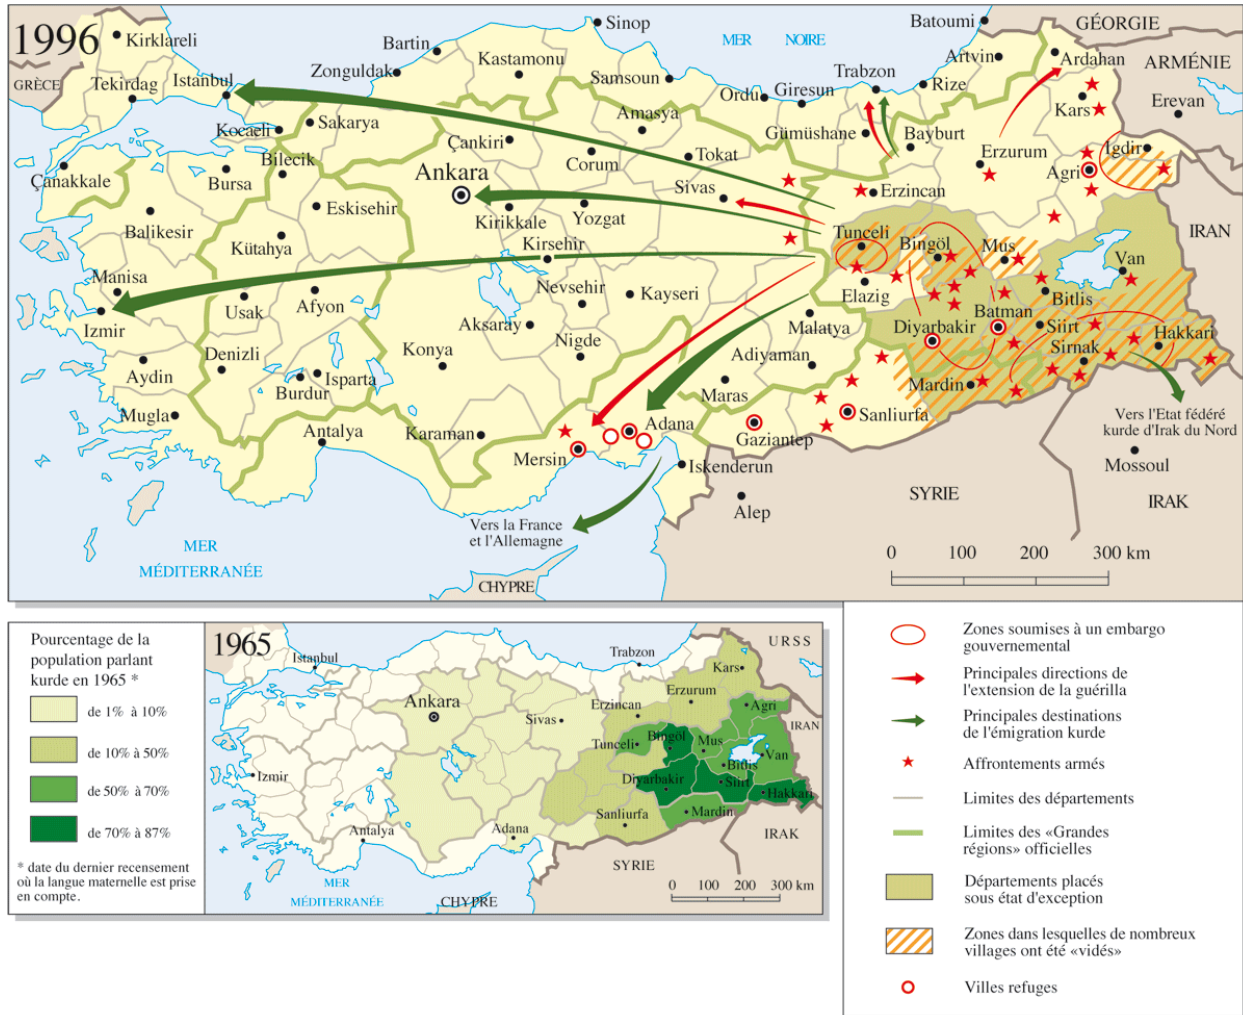 1996
Kirklareli
GRÈCE
Tekirdag
Istanbul
Kocaeli
Sakarya
Bilecik
Bursa
Çanakkale
Balikesir
Manisa
Izmir
Aydin
Mugla
Denizli
Usak
Kütahya
Eskisehir
Afyon
Burdur
Isparta
Antalya
Bartin
Zonguldak
Kastamonu
Sinop
Çankiri
Ankara
Kirikkale
Kirsehir
Nevsehir
Aksaray
Konya
Karaman
Nigde
Kayseri
Yozgat
Corum
Amasya
Samsoun
Tokat
Sivas
Ordu
Giresun
MER NOIRE
Trabzon
Gümüshane
Bayburt
Rize
Artvin
Batoumi
GÉORGIE
Ardahan
ARMÉNIE
Kars
Erevan
Igdir
Agri
Erzurum
Erzincan
Tunceli
Bingöl
Mus
Elazig
Malatya
Adiyaman
Maras
Diyarbakir
Batman
Bitlis
Van
IRAN
Siirt
Sirnak
Hakkari
Mardin
Sanliurfa
Gaziantep
Adana
Mersin
Iskenderun
Alep
SYRIE
Vers l'Etat fédéré
kurde d'Irak du Nord
Mossoul
IRAK
Vers la France
et l'Allemagne
MER
MÉDITERRANÉE
CHYPRE
0 100 200 300 km
Pourcentage de la
population parlant
kurde en 1965 *
de 1% à 10%
de 10% à 50%
de 50% à 70%
de 70% à 87%
* date du dernier recensement
où la langue maternelle est prise
en compte.
1965
Istanbul
Ankara
Izmir
Antalya
Adana
Sivas
Trabzon
Erzincan
Erzurum
Kars
URSS
Agri
IRAN
Tunceli
Bingöl
Mus
Van
Bitlis
Diyarbakir
Siirt
Hakkari
Sanliurfa
Mardin
IRAK
SYRIE
MER
MÉDITERRANÉE
CHYPRE
0 100 200 300 km
Zones soumises à un embargo
gouvernemental
Principales directions de
l'extension de la guérilla
Principales destinations
de l'émigration kurde
Affrontements armés
Limites des départements
Limites des «Grandes
régions» officielles
Départements placés
sous état d'exception
Zones dans lesquelles de nombreux
villages ont été «vidés»
Villes refuges